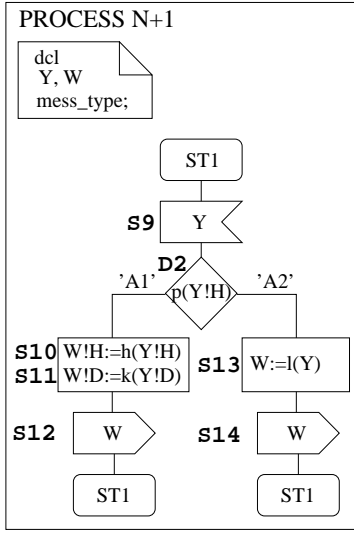 PROCESS N+1
dcl
Y, W
mess_type;
ST1
S9 Y
D2
'A1' p(Y!H) 'A2'
S10 W!H:=h(Y!H)
S11 W!D:=k(Y!D)
S13 W:=l(Y)
S12 W
S14 W
ST1
ST1